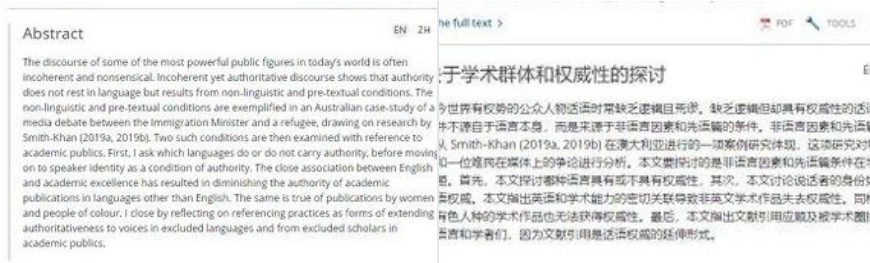 Abstract
EN ZH
The discourse of some of the most powerful public figures in today's world is often
incoherent and nonsensical. Incoherent yet authoritative discourse shows that authority
does not rest in language but results from non-linguistic and pre-textual conditions. The
non-linguistic and pre-textual conditions are exemplified in an Australian case-study of a
media debate between the Immigration Minister and a refugee, drawing on research by
Smith-Khan (2019a, 2019b). Two such conditions are then examined with reference to
academic publics. First, I ask which languages do or do not carry authority, before moving
on to speaker identity as a condition of authority. The close association between English
and academic excellence has resulted in diminishing the authority of academic
publications in languages other than English. The same is true of publications by women
and people of colour. I close by reflecting on referencing practices as forms of extending
authoritativeness to voices in excluded languages and from excluded scholars in
academic publics.
he full text >
PDF
TOOLS
于学术群体和权威性的探讨
今世界有权势的公众人物话语时常缺乏逻辑且荒谬。缺乏逻辑但却具有权威性的话语
并不源自于语言本身，而是来源于非语言因素和先语篇的条件。非语言因素和先语篇
从 Smith-Khan (2019a, 2019b) 在澳大利亚进行的一项案例研究体现，这项研究对
和一位难民在媒体上的争论进行分析。本文要探讨的是非语言因素和先语篇条件在
。首先，本文探讨哪种语言具有或不具有权威性，其次，本文讨论说话者的身份
权威。本文指出英语和学术能力的密切关联导致非英文学术作品失去权威性。同
有色人种的学术作品也无法获得权威性。最后，本文指出文献引用应顾及被学术圈
语言和学者们，因为文献引用是话语权威的延伸形式。